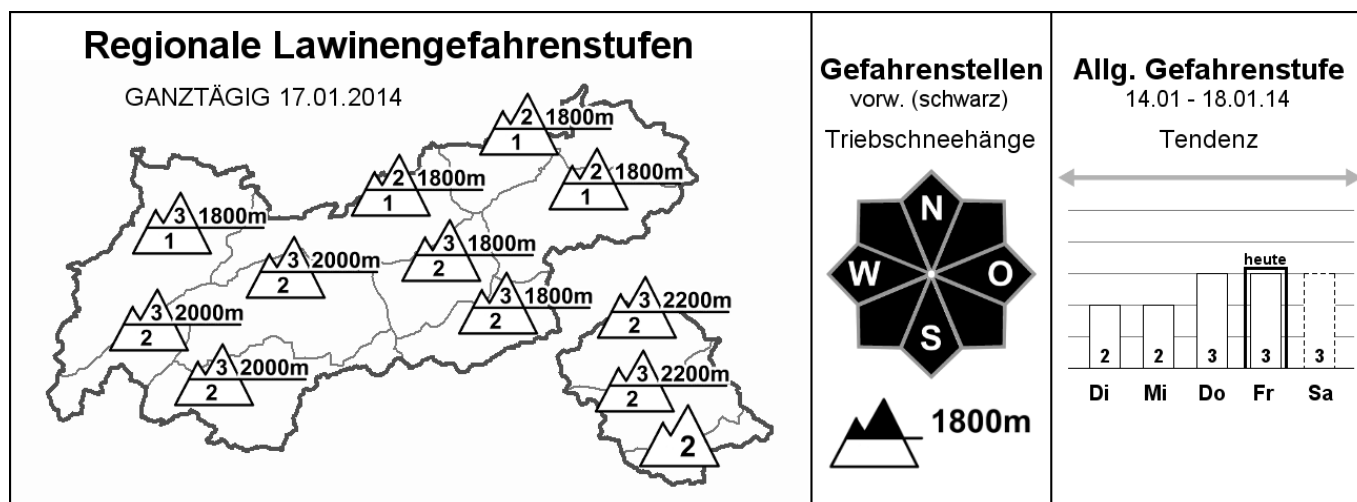 Regionale Lawinengefahrenstufen
GANZTÄGIG 17.01.2014
2 1800m
1
2 1800m
1
2 1800m
1
3 1800m
1
3 1800m
2
3 2000m
2
3 1800m
2
3 2200m
2
3 2000m
2
3 2000m
2
3 2200m
2
2
Gefahrenstellen
vorw. (schwarz)
Triebschneehänge
N
W O
S
1800m
Allg. Gefahrenstufe
14.01 - 18.01.14
Tendenz
heute
2 2 3 3 3
Di Mi Do Fr Sa